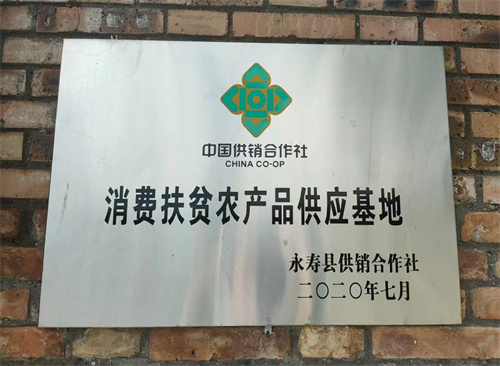 中国供销合作社
CHINA CO-OP
消费扶贫农产品供应基地
永寿县供销合作社
二〇二〇年七月